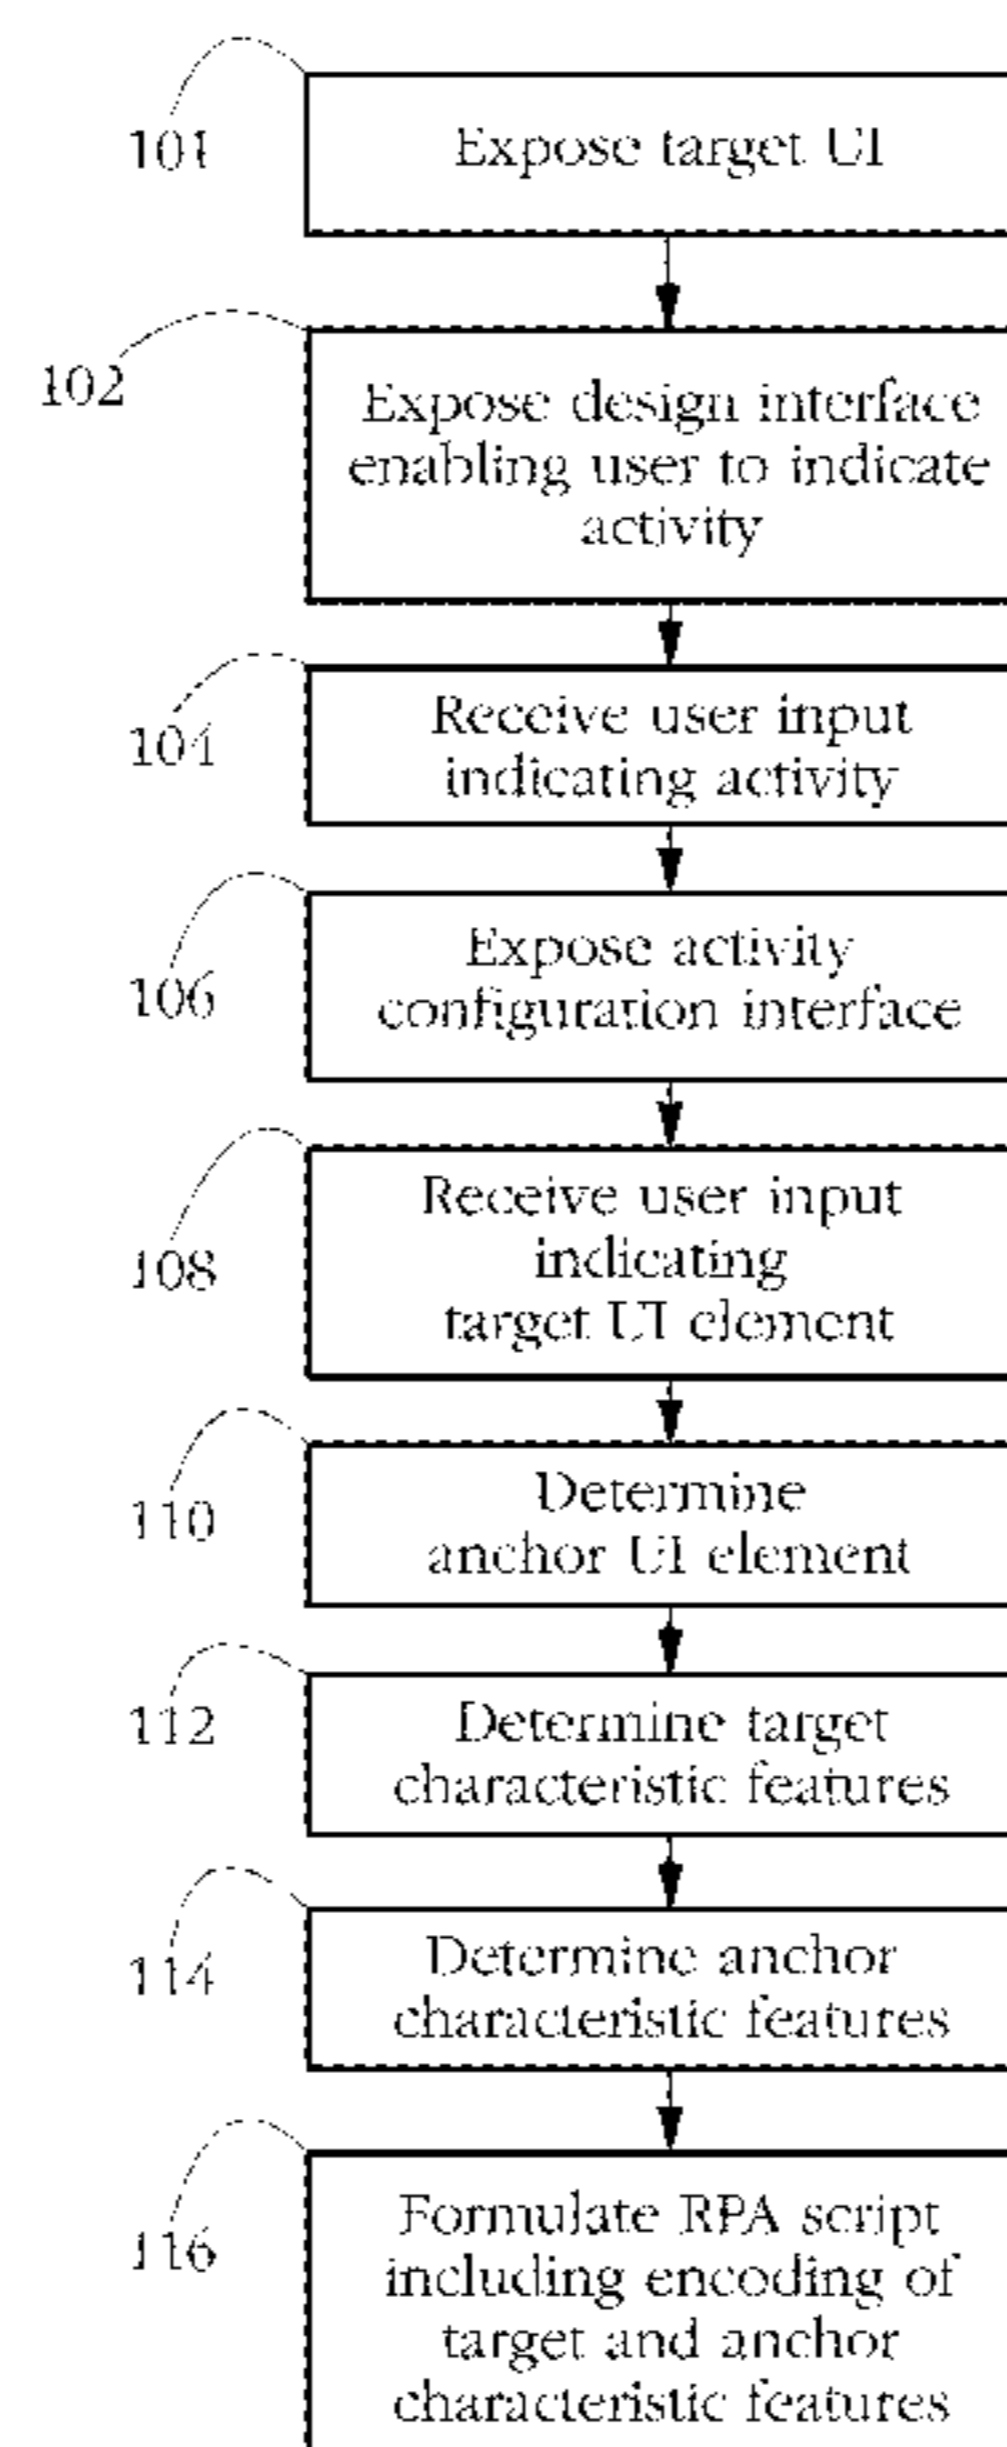 101
Expose target UI
102
Expose design interface
enabling user to indicate
activity
104
Receive user input
indicating activity
106
Expose activity
configuration interface
108
Receive user input
indicating
target UI element
110
Determine
anchor UI element
112
Determine target
characteristic features
114
Determine anchor
characteristic features
116
Formulate RPA script
including encoding of
target and anchor
characteristic features